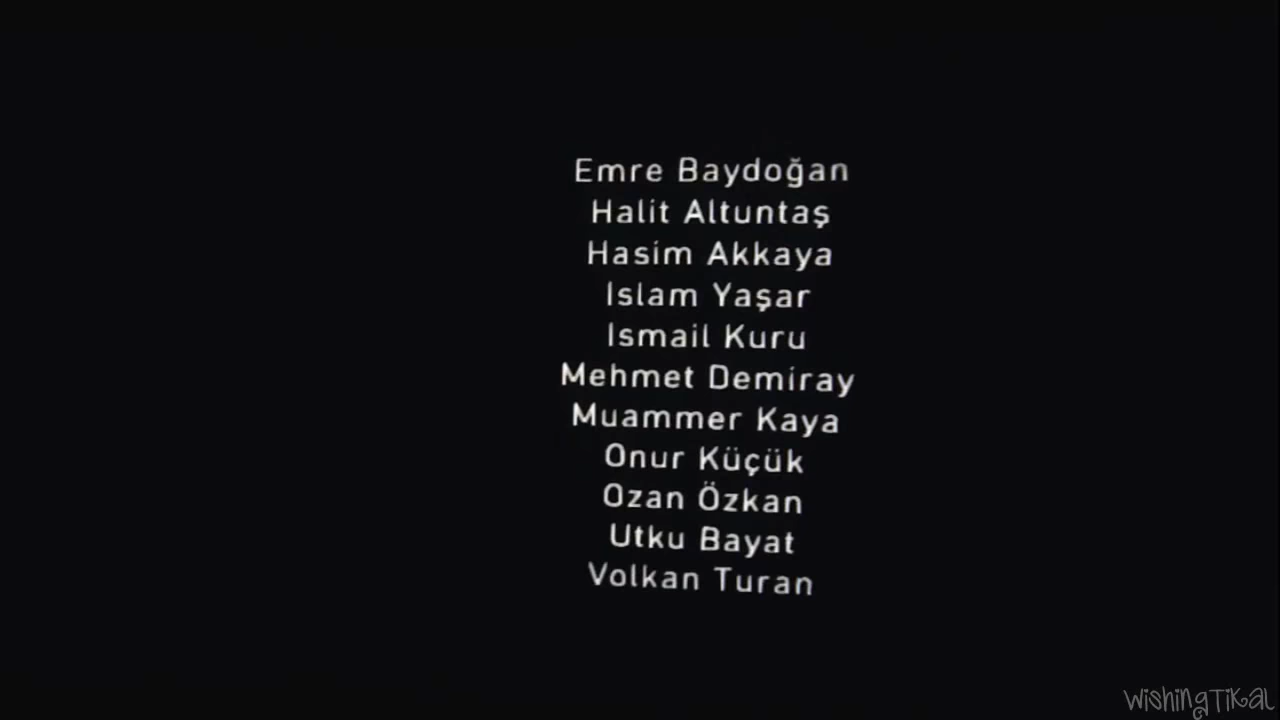 Emre Baydoğan
Halit Altuntaş
Hasim Akkaya
Islam Yaşar
Ismail Kuru
Mehmet Demiray
Muammer Kaya
Onur Küçük
Ozan Özkan
Utku Bayat
Volkan Turan
WishingTikal